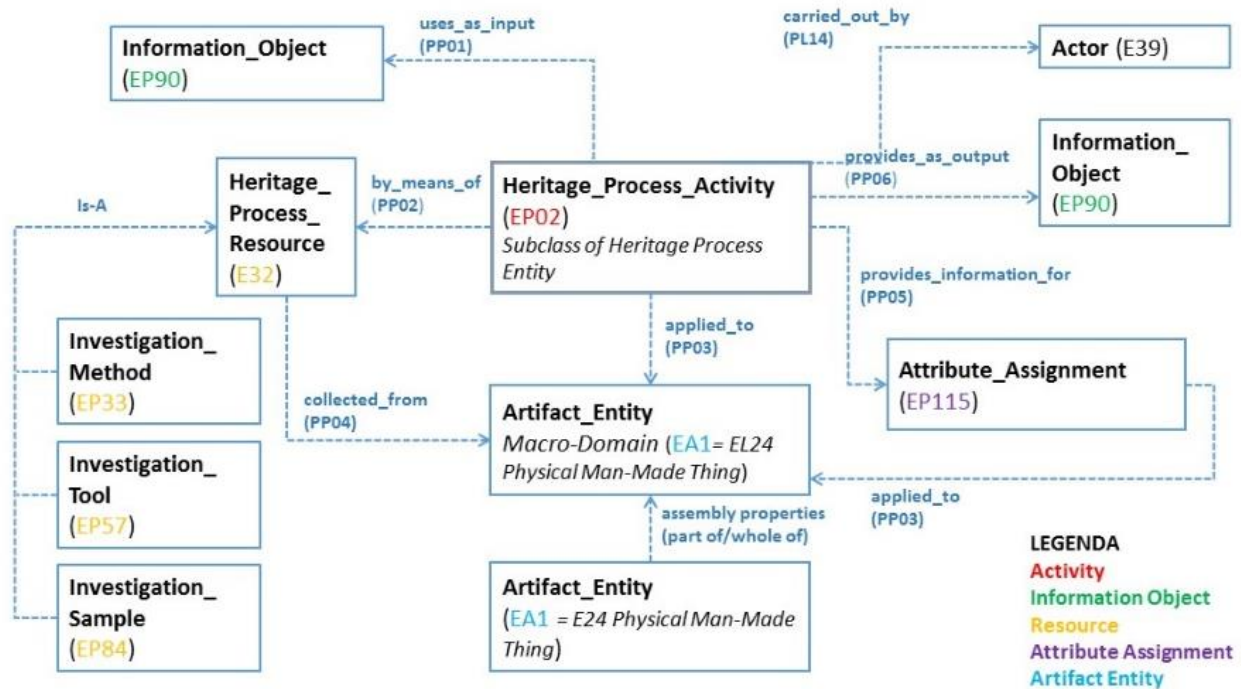 uses_as_input
(PP01)
Information_Object
(EP90)
carried_out_by
(PL14)
Actor (E39)
Heritage_
Process_
Resource
(E32)
Is-A
by_means_of
(PP02)
Heritage_Process_Activity
(EP02)
Subclass of Heritage Process
Entity
provides_as_output
(PP06)
Information_
Object
(EP90)
provides_information_for
(PP05)
applied_to
(PP03)
Investigation_
Method
(EP33)
collected_from
(PP04)
Artifact_Entity
Macro-Domain (EA1= EL24
Physical Man-Made Thing)
Attribute_Assignment
(EP115)
applied_to
(PP03)
Investigation_
Tool
(EP57)
assembly properties
(part of/whole of)
Investigation_
Sample
(EP84)
Artifact_Entity
(EA1 = E24 Physical Man-Made
Thing)
LEGENDA
Activity
Information Object
Resource
Attribute Assignment
Artifact Entity